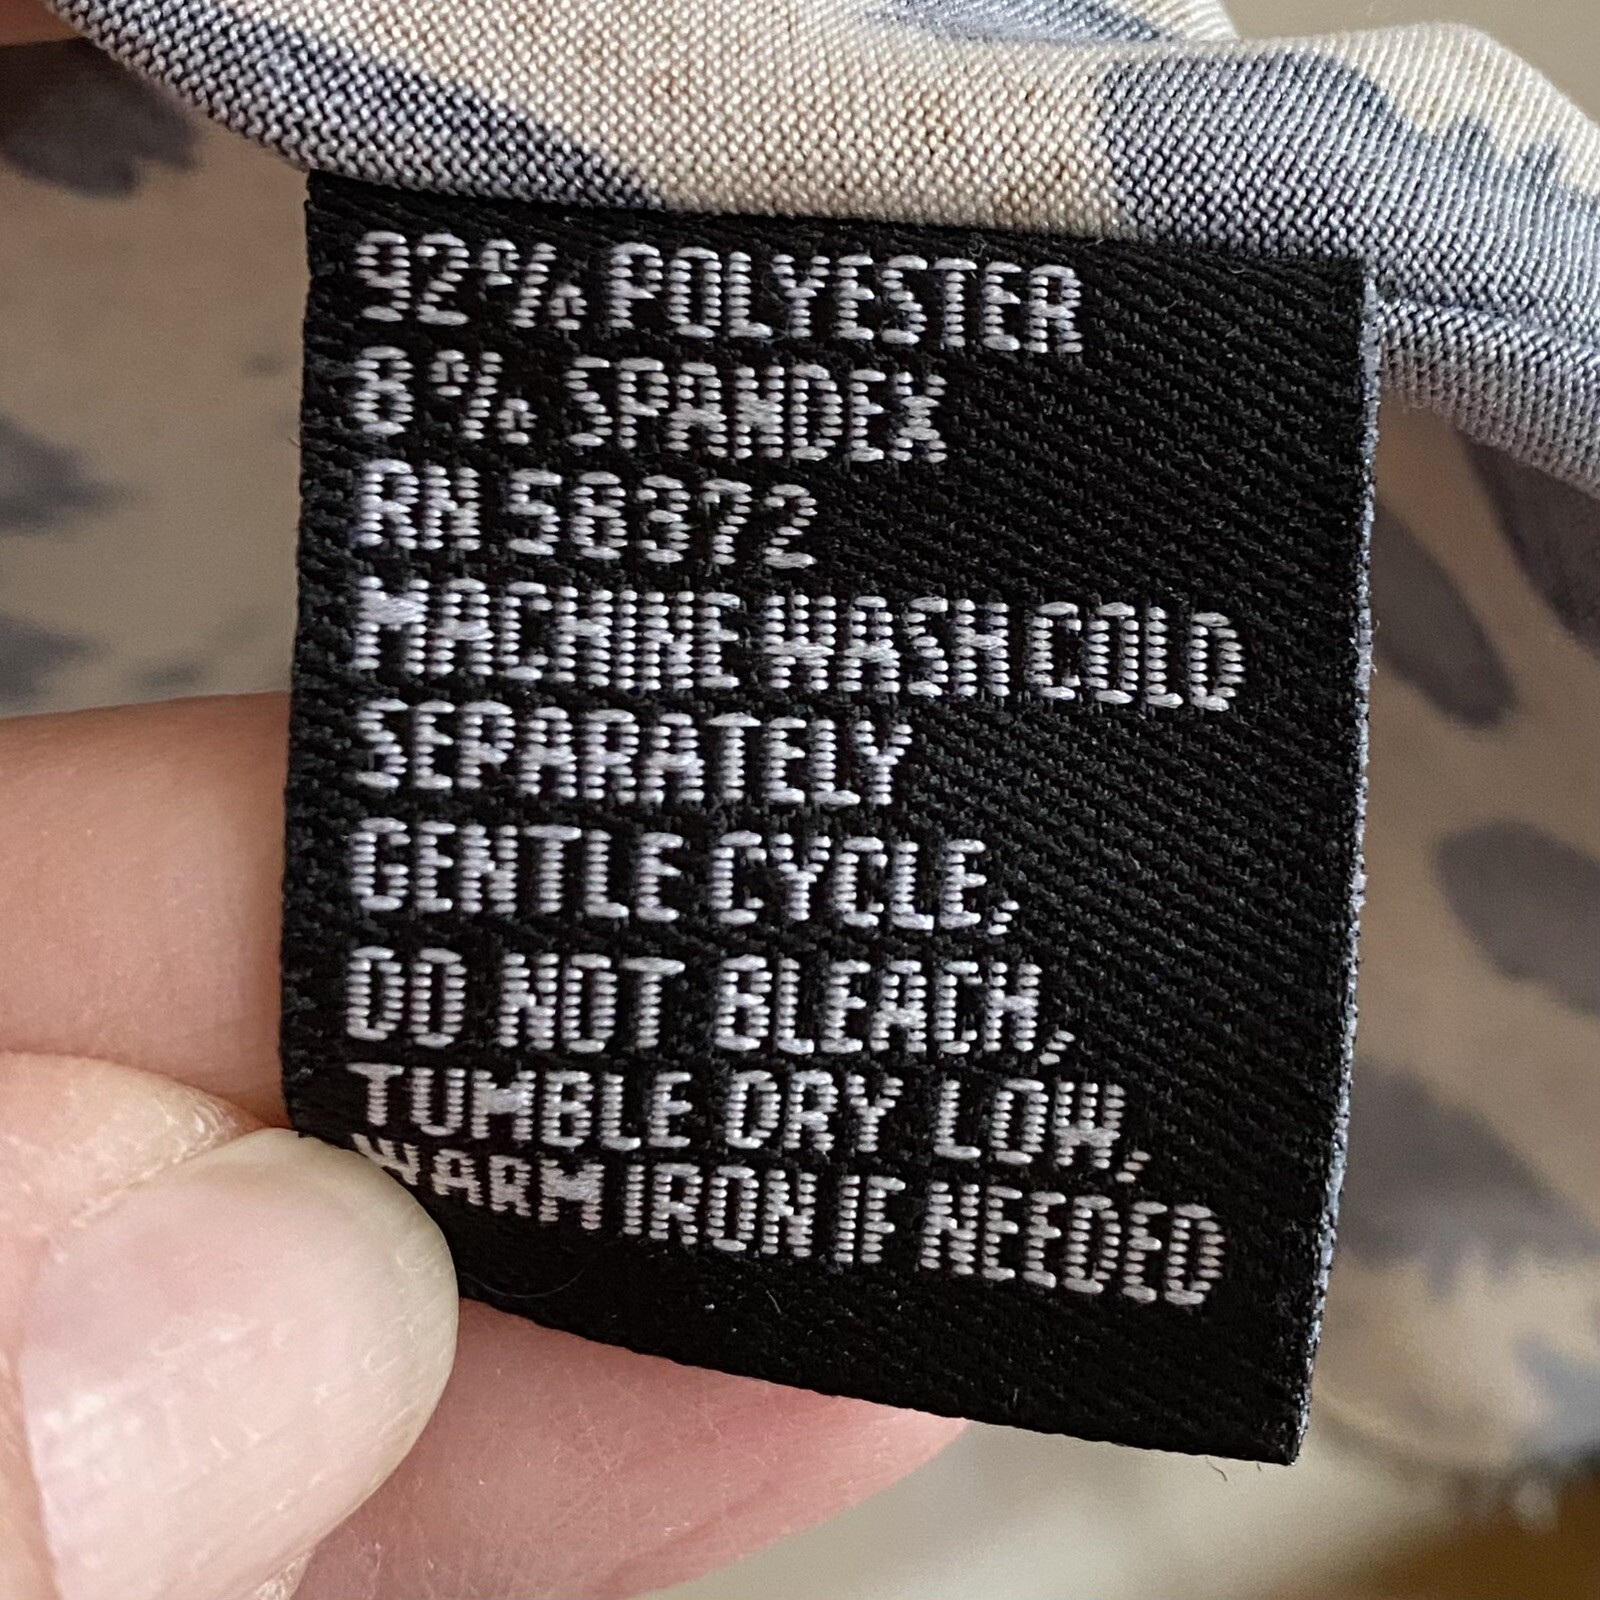 92% POLYESTER
8% SPANDEX
RN 58372
MACHINE WASH COLD
SEPARATELY
GENTLE CYCLE,
DO NOT BLEACH,
TUMBLE DRY LOW,
WARM IRON IF NEEDED